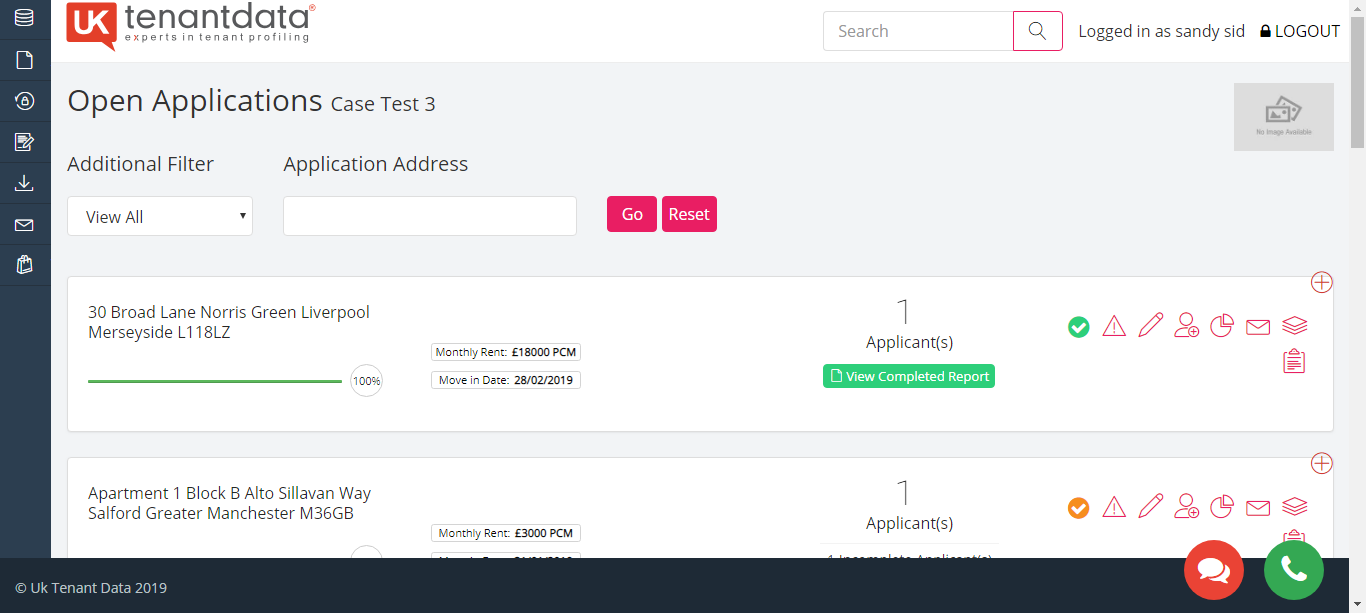 UK tenantdata®
experts in tenant profiling
Search
Logged in as sandy sid
LOGOUT
Open Applications Case Test 3
No Image Available
Additional Filter
Application Address
View All
Go
Reset
30 Broad Lane Norris Green Liverpool
Merseyside L118LZ
100%
Monthly Rent: £18000 PCM
Move in Date: 28/02/2019
1
Applicant(s)
View Completed Report
Apartment 1 Block B Alto Sillavan Way
Salford Greater Manchester M36GB
Monthly Rent: £3000 PCM
1
Applicant(s)
1 Incomplete Applicant(s)
© Uk Tenant Data 2019